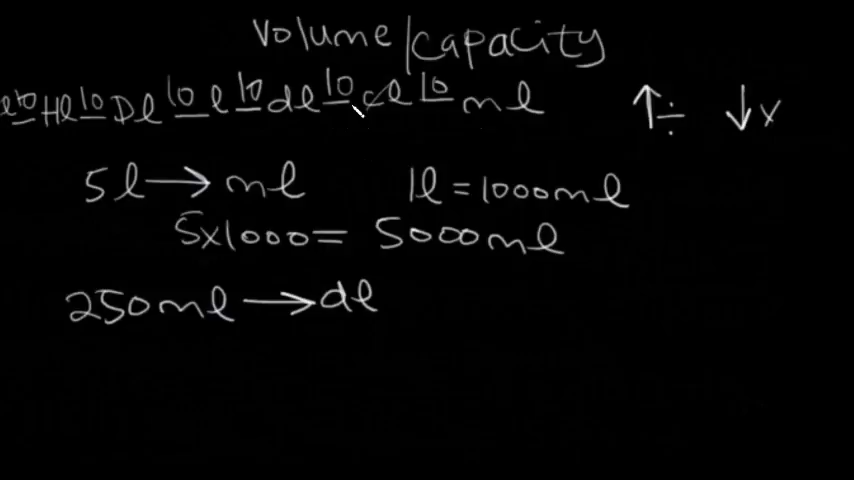 Volume/capacity
l 10 Hl 10 Dl 10 l 10 dl 10 cl 10 ml ↑÷ ↓x
5l → ml 1l = 1000ml
5x1000 = 5000ml
250ml → dl